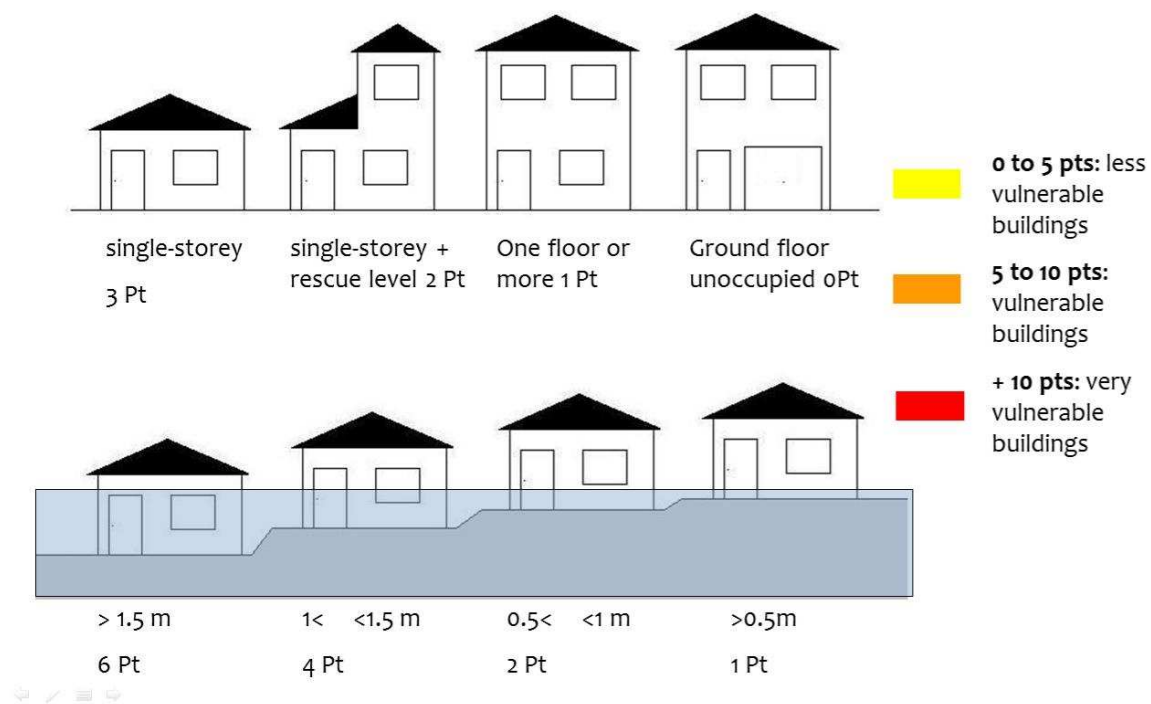 single-storey
3 Pt
single-storey +
rescue level 2 Pt
One floor or
more 1 Pt
Ground floor
unoccupied 0Pt
0 to 5 pts: less
vulnerable
buildings
5 to 10 pts:
vulnerable
buildings
+ 10 pts: very
vulnerable
buildings
> 1.5 m
1< <1.5 m
0.5< <1 m
>0.5m
6 Pt
4 Pt
2 Pt
1 Pt